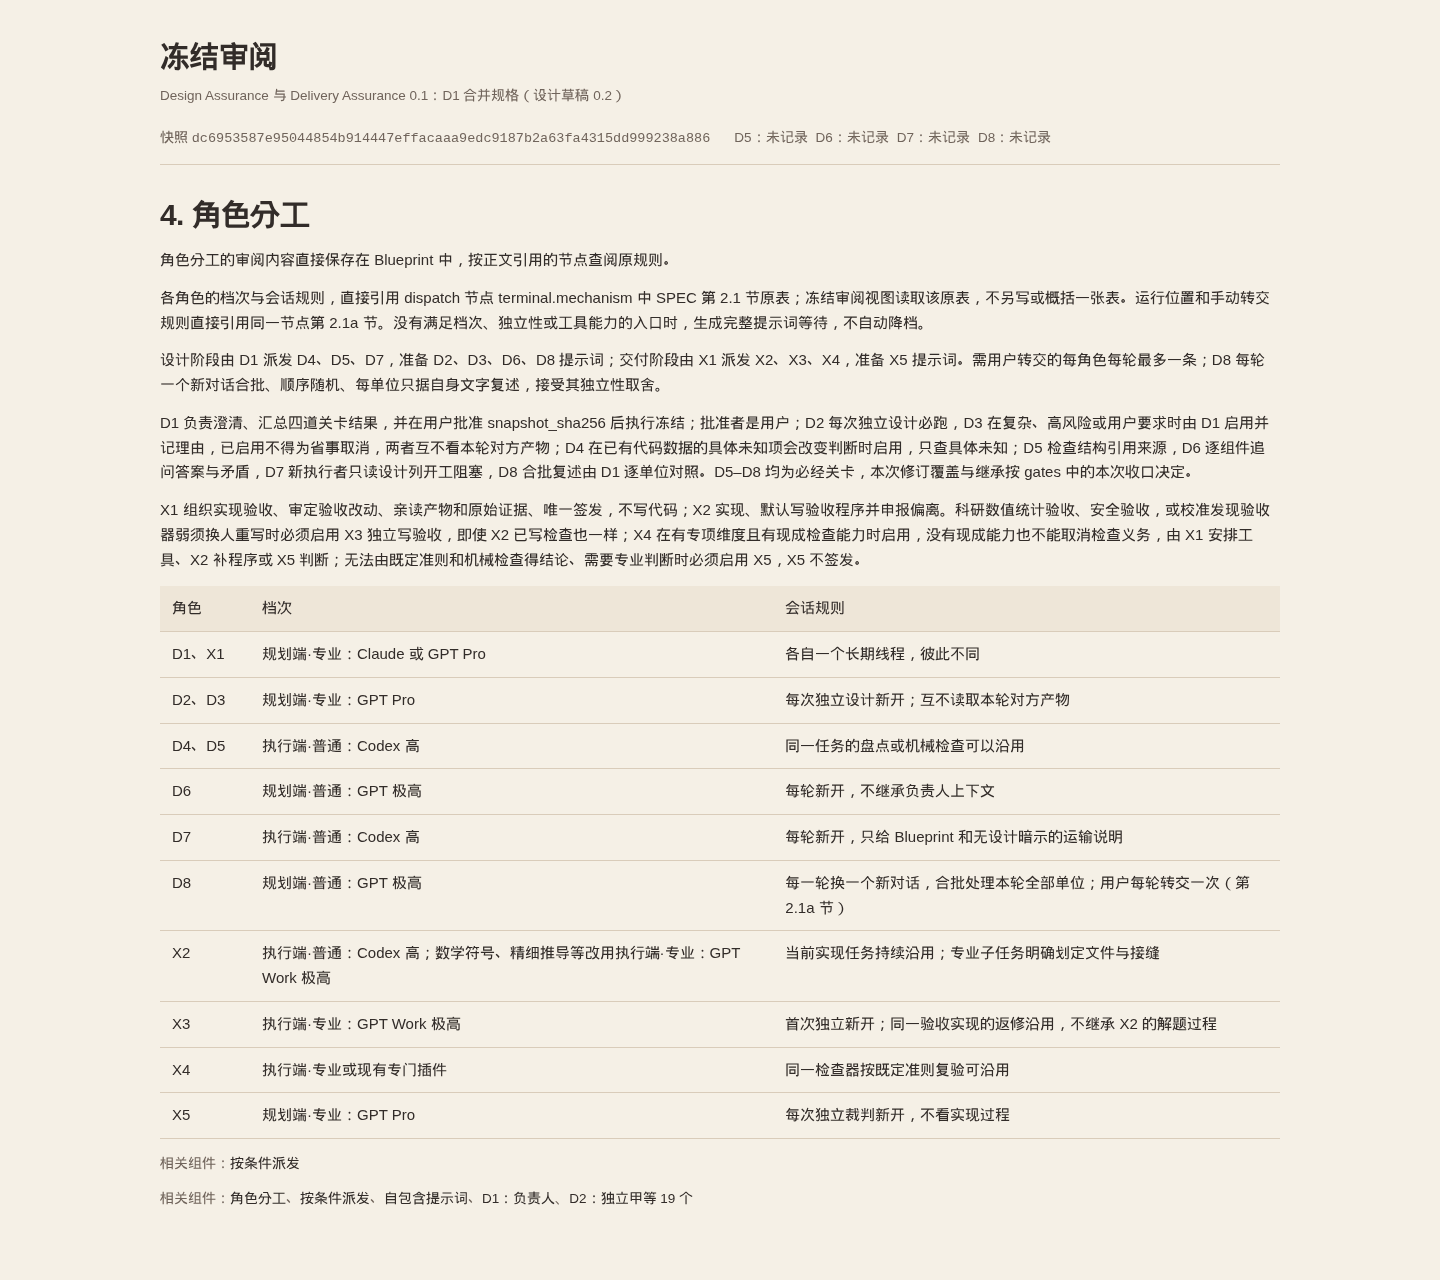 冻结审阅
Design Assurance 与 Delivery Assurance 0.1：D1 合并规格（设计草稿 0.2）
快照 dc6953587e95044854b914447effacaaa9edc9187b2a63fa4315dd999238a886 D5：未记录 D6：未记录 D7：未记录 D8：未记录
4. 角色分工
角色分工的审阅内容直接保存在 Blueprint 中，按正文引用的节点查阅原规则。
各角色的档次与会话规则，直接引用 dispatch 节点 terminal.mechanism 中 SPEC 第 2.1 节原表；冻结审阅视图读取该原表，不另写或概括一张表。运行位置和手动转交
规则直接引用同一节点第 2.1a 节。没有满足档次、独立性或工具能力的入口时，生成完整提示词等待，不自动降档。
设计阶段由 D1 派发 D4、D5、D7，准备 D2、D3、D6、D8 提示词；交付阶段由 X1 派发 X2、X3、X4，准备 X5 提示词。需用户转交的每角色每轮最多一条；D8 每轮
一个新对话合批、顺序随机、每单位只据自身文字复述，接受其独立性取舍。
D1 负责澄清、汇总四道关卡结果，并在用户批准 snapshot_sha256 后执行冻结；批准者是用户；D2 每次独立设计必跑，D3 在复杂、高风险或用户要求时由 D1 启用并
记理由，已启用不得为省事取消，两者互不看本轮对方产物；D4 在已有代码数据的具体未知项会改变判断时启用，只查具体未知；D5 检查结构引用来源，D6 逐组件追
问答案与矛盾，D7 新执行者只读设计列开工阻塞，D8 合批复述由 D1 逐单位对照。D5–D8 均为必经关卡，本次修订覆盖与继承按 gates 中的本次收口决定。
X1 组织实现验收、审定验收改动、亲读产物和原始证据、唯一签发，不写代码；X2 实现、默认写验收程序并申报偏离。科研数值统计验收、安全验收，或校准发现验收
器弱须换人重写时必须启用 X3 独立写验收，即使 X2 已写检查也一样；X4 在有专项维度且有现成检查能力时启用，没有现成能力也不能取消检查义务，由 X1 安排工
具、X2 补程序或 X5 判断；无法由既定准则和机械检查得结论、需要专业判断时必须启用 X5，X5 不签发。
角色 档次 会话规则
D1、X1 规划端·专业：Claude 或 GPT Pro 各自一个长期线程，彼此不同
D2、D3 规划端·专业：GPT Pro 每次独立设计新开；互不读取本轮对方产物
D4、D5 执行端·普通：Codex 高 同一任务的盘点或机械检查可以沿用
D6 规划端·普通：GPT 极高 每轮新开，不继承负责人上下文
D7 执行端·普通：Codex 高 每轮新开，只给 Blueprint 和无设计暗示的运输说明
D8 规划端·普通：GPT 极高 每一轮换一个新对话，合批处理本轮全部单位；用户每轮转交一次（第
2.1a 节）
X2 执行端·普通：Codex 高；数学符号、精细推导等改用执行端·专业：GPT 当前实现任务持续沿用；专业子任务明确划定文件与接缝
Work 极高
X3 执行端·专业：GPT Work 极高 首次独立新开；同一验收实现的返修沿用，不继承 X2 的解题过程
X4 执行端·专业或现有专门插件 同一检查器按既定准则复验可沿用
X5 规划端·专业：GPT Pro 每次独立裁判新开，不看实现过程
相关组件：按条件派发
相关组件：角色分工、按条件派发、自包含提示词、D1：负责人、D2：独立甲等 19 个